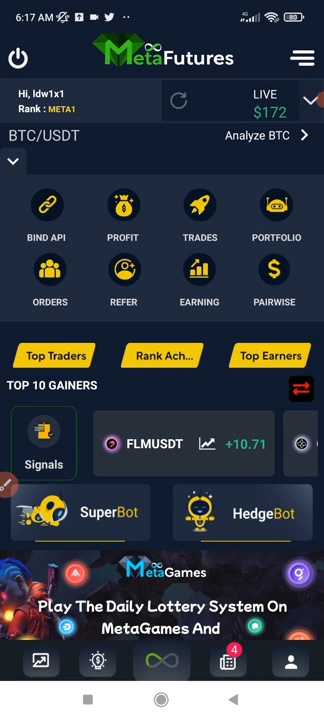 6:17 AM
80
MetaFutures
Hi, ldw1x1
Rank : META1
LIVE
$172
BTC/USDT
Analyze BTC
BIND API
PROFIT
TRADES
PORTFOLIO
ORDERS
REFER
EARNING
PAIRWISE
Top Traders
Rank Ach...
Top Earners
TOP 10 GAINERS
Signals
FLMUSDT
+10.71
SuperBot
HedgeBot
MetaGames
Play The Daily Lottery System On
MetaGames And
4